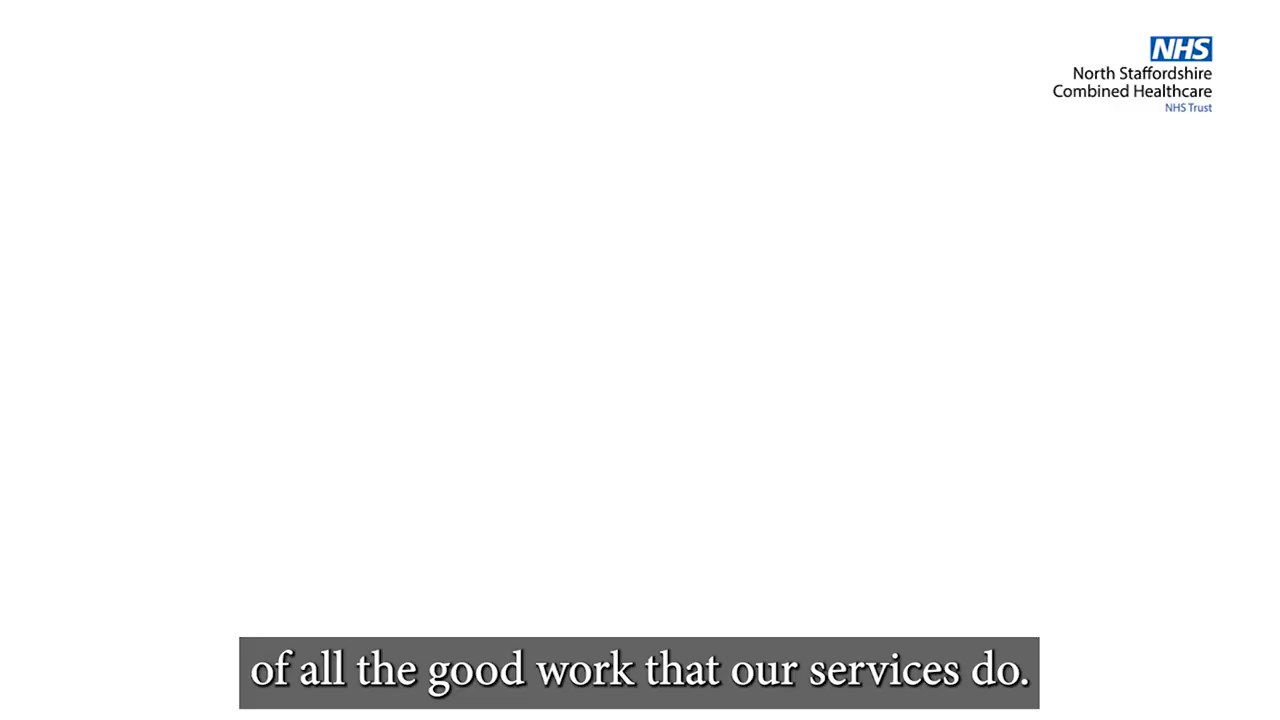 NHS
North Staffordshire
Combined Healthcare
NHS Trust
of all the good work that our services do.